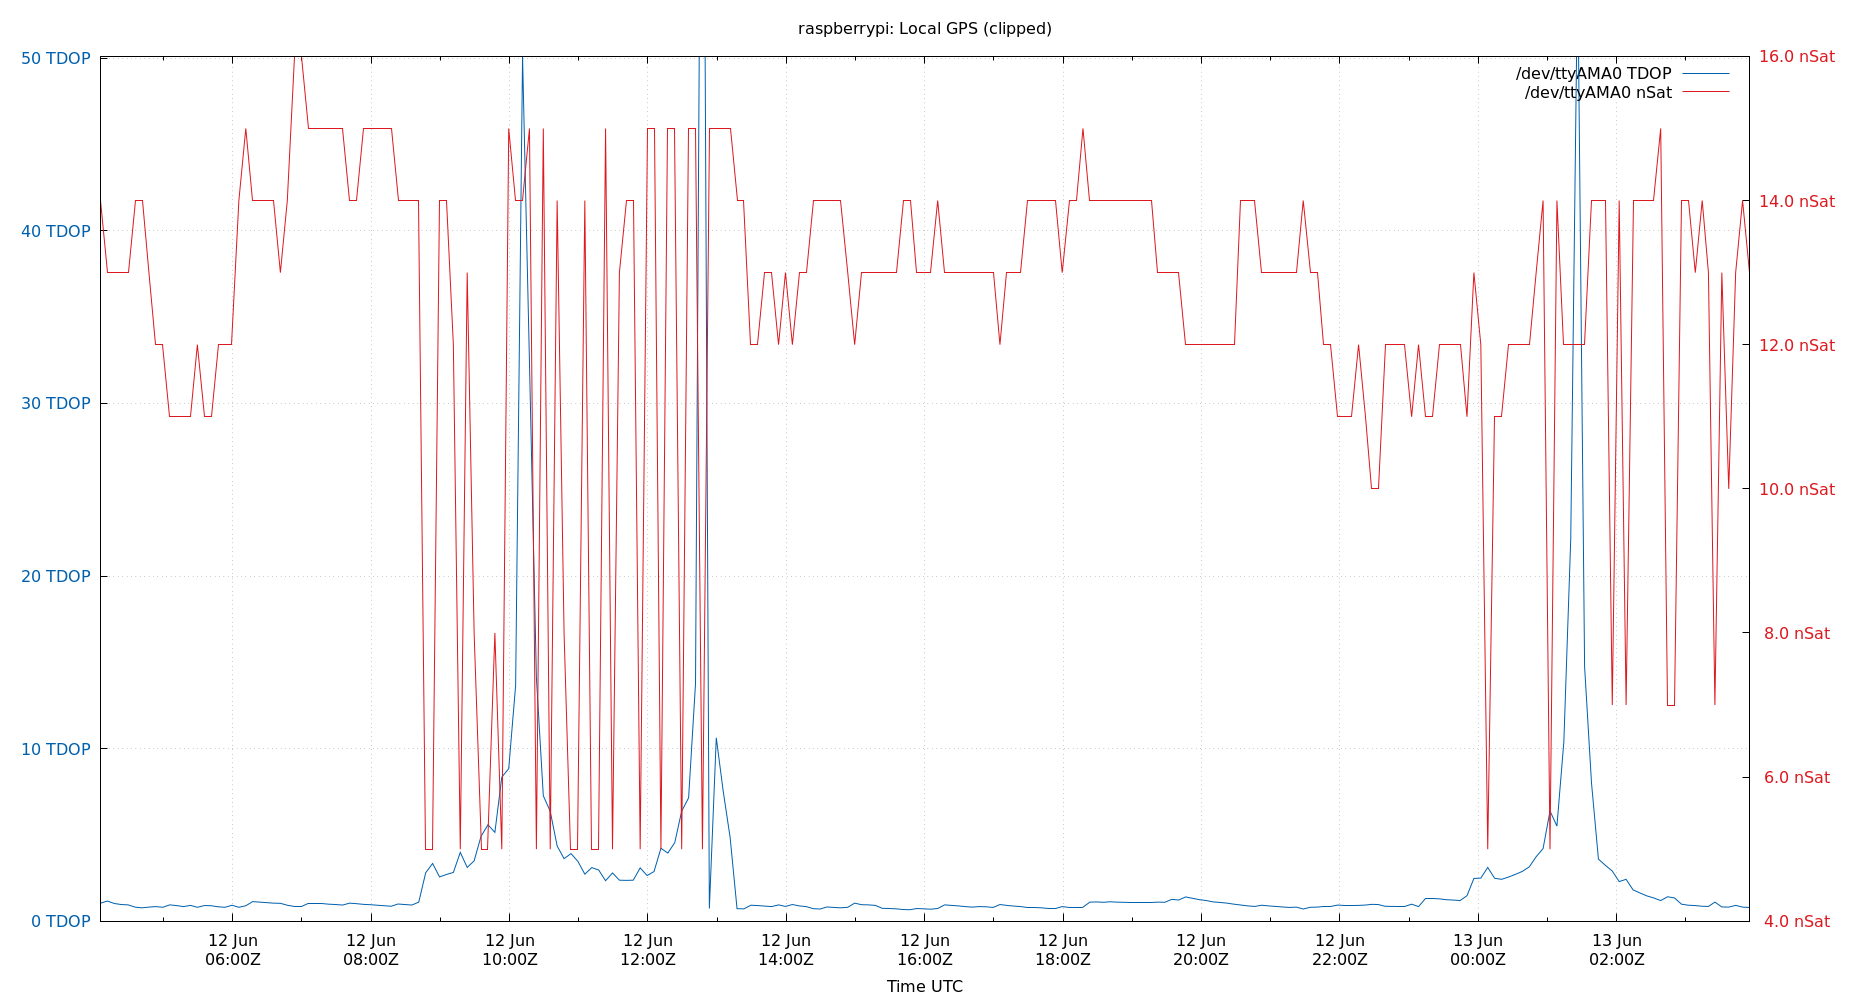 raspberrypi: Local GPS (clipped)
50 TDOP
40 TDOP
30 TDOP
20 TDOP
10 TDOP
0 TDOP
16.0 nSat
14.0 nSat
12.0 nSat
10.0 nSat
8.0 nSat
6.0 nSat
4.0 nSat
/dev/ttyAMA0 TDOP
/dev/ttyAMA0 nSat
12 Jun 12 Jun 12 Jun 12 Jun 12 Jun 12 Jun 12 Jun 12 Jun 12 Jun 13 Jun 13 Jun
06:00Z 08:00Z 10:00Z 12:00Z 14:00Z 16:00Z 18:00Z 20:00Z 22:00Z 00:00Z 02:00Z
Time UTC